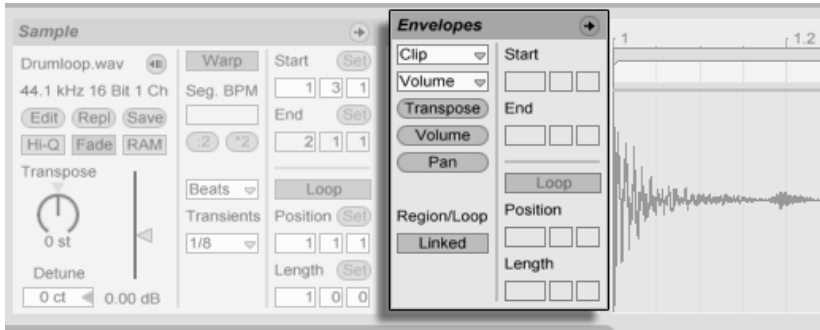 Sample
Drumloop.wav
44.1 kHz 16 Bit 1 Ch
Edit Repl Save
Hi-Q Fade RAM
Transpose
0 st
Detune
0 ct 0.00 dB
Warp
Seg. BPM
:2 *2
Beats
Transients
1/8
Start Set
1 3 1
End Set
2 1 1
Loop
Position Set
1 1 1
Length Set
1 0 0
Envelopes
Clip
Volume
Transpose
Volume
Pan
Region/Loop
Linked
Start
End
Loop
Position
Length
1 1.2